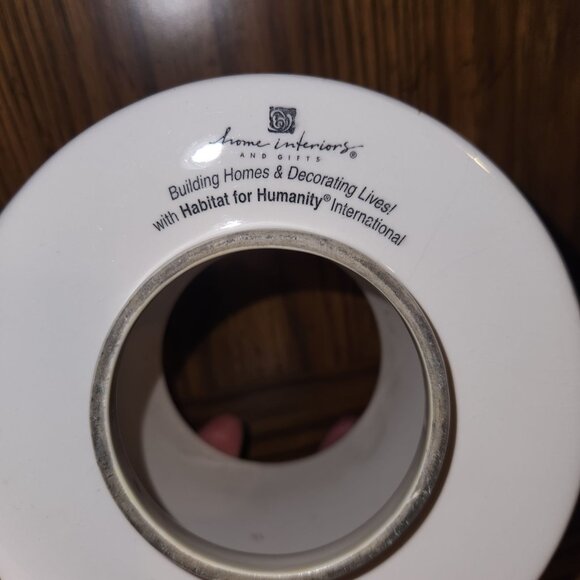 home interiors®
AND GIFTS
Building Homes & Decorating Lives!
with Habitat for Humanity® International